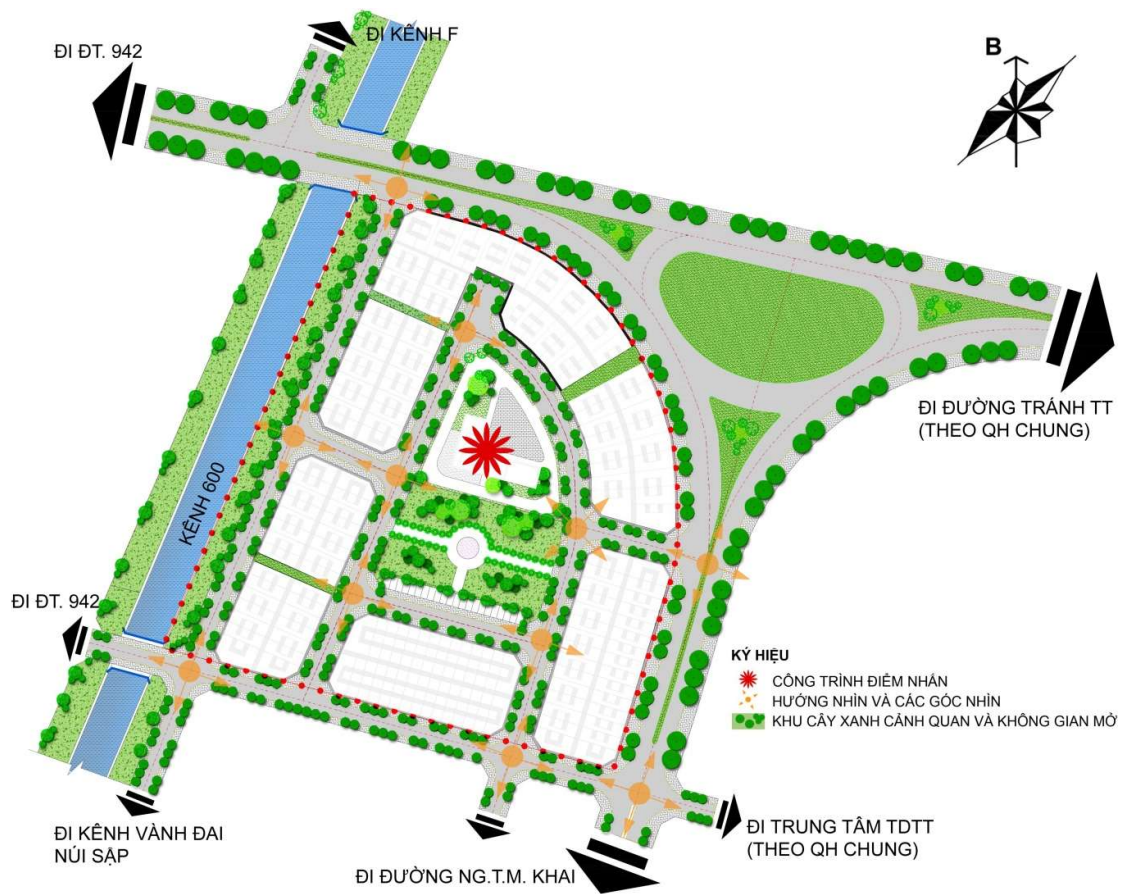 ĐI KÊNH F
ĐI ĐT. 942
B
ĐI ĐƯỜNG TRÁNH TT
(THEO QH CHUNG)
KÊNH 600
ĐI ĐT. 942
KÝ HIỆU
CÔNG TRÌNH ĐIỂM NHẤN
HƯỚNG NHÌN VÀ CÁC GÓC NHÌN
KHU CÂY XANH CẢNH QUAN VÀ KHÔNG GIAN MỞ
ĐI KÊNH VÀNH ĐAI
NÚI SẬP
ĐI TRUNG TÂM TDTT
(THEO QH CHUNG)
ĐI ĐƯỜNG NG.T.M. KHAI